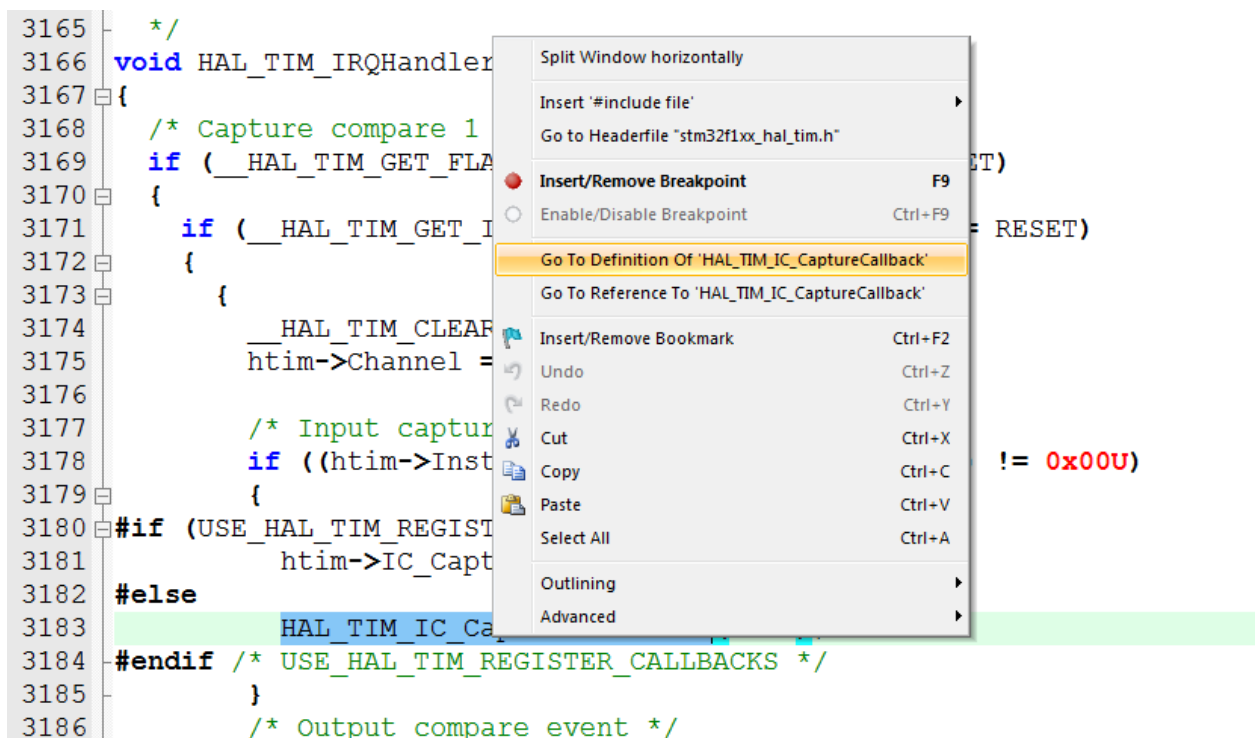 3165 */
3166 void HAL_TIM_IRQHandler
3167 {
3168 /* Capture compare 1
3169 if (__HAL_TIM_GET_FLA ET)
3170 {
3171 if (__HAL_TIM_GET_I = RESET)
3172 {
3173 {
3174 __HAL_TIM_CLEAR
3175 htim->Channel =
3176
3177 /* Input captur
3178 if ((htim->Inst != 0x00U)
3179 {
3180 #if (USE_HAL_TIM_REGIST
3181 htim->IC_Capt
3182 #else
3183 HAL_TIM_IC_Ca
3184 #endif /* USE_HAL_TIM_REGISTER_CALLBACKS */
3185 }
3186 /* Output compare event */
Split Window horizontally
Insert '#include file'
Go to Headerfile "stm32f1xx_hal_tim.h"
Insert/Remove Breakpoint F9
Enable/Disable Breakpoint Ctrl+F9
Go To Definition Of 'HAL_TIM_IC_CaptureCallback'
Go To Reference To 'HAL_TIM_IC_CaptureCallback'
Insert/Remove Bookmark Ctrl+F2
Undo Ctrl+Z
Redo Ctrl+Y
Cut Ctrl+X
Copy Ctrl+C
Paste Ctrl+V
Select All Ctrl+A
Outlining
Advanced